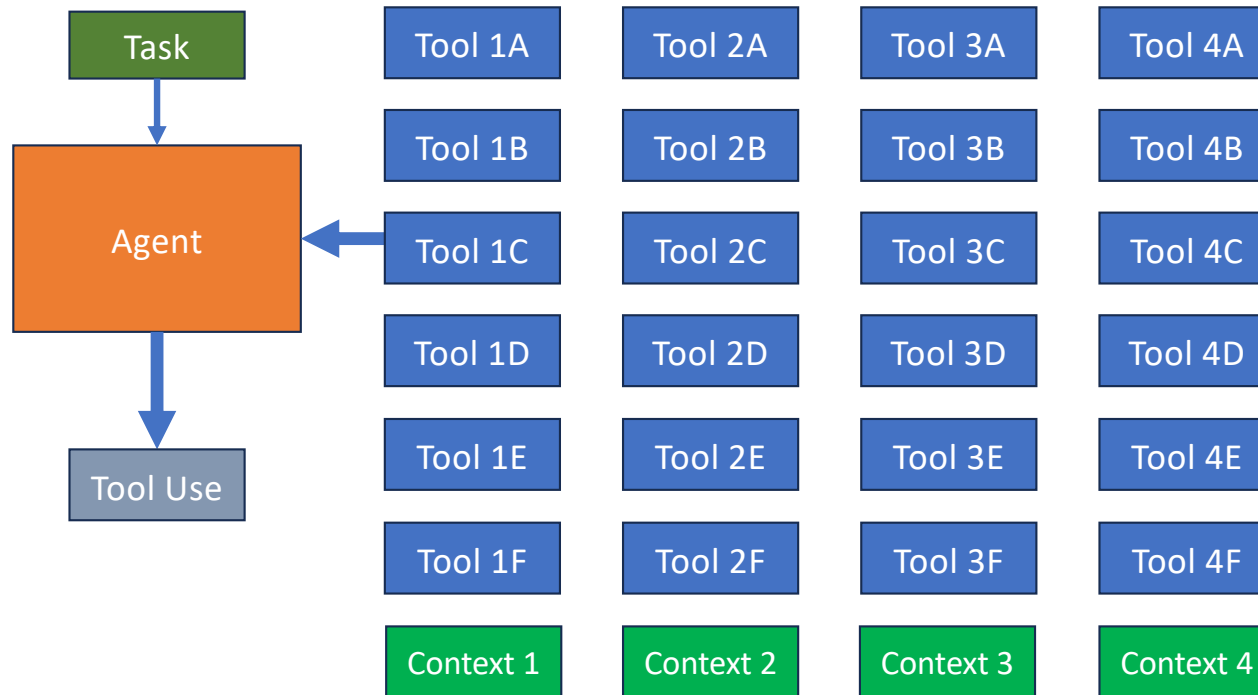 Task
Agent
Tool Use
Tool 1A
Tool 2A
Tool 3A
Tool 4A
Tool 1B
Tool 2B
Tool 3B
Tool 4B
Tool 1C
Tool 2C
Tool 3C
Tool 4C
Tool 1D
Tool 2D
Tool 3D
Tool 4D
Tool 1E
Tool 2E
Tool 3E
Tool 4E
Tool 1F
Tool 2F
Tool 3F
Tool 4F
Context 1
Context 2
Context 3
Context 4